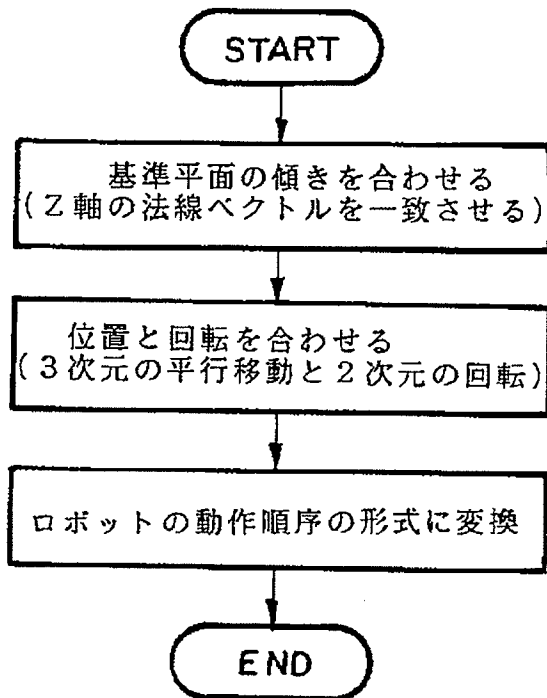 START
基準平面の傾きを合わせる
(Z軸の法線ベクトルを一致させる)
位置と回転を合わせる
(3次元の平行移動と2次元の回転)
ロボットの動作順序の形式に変換
END